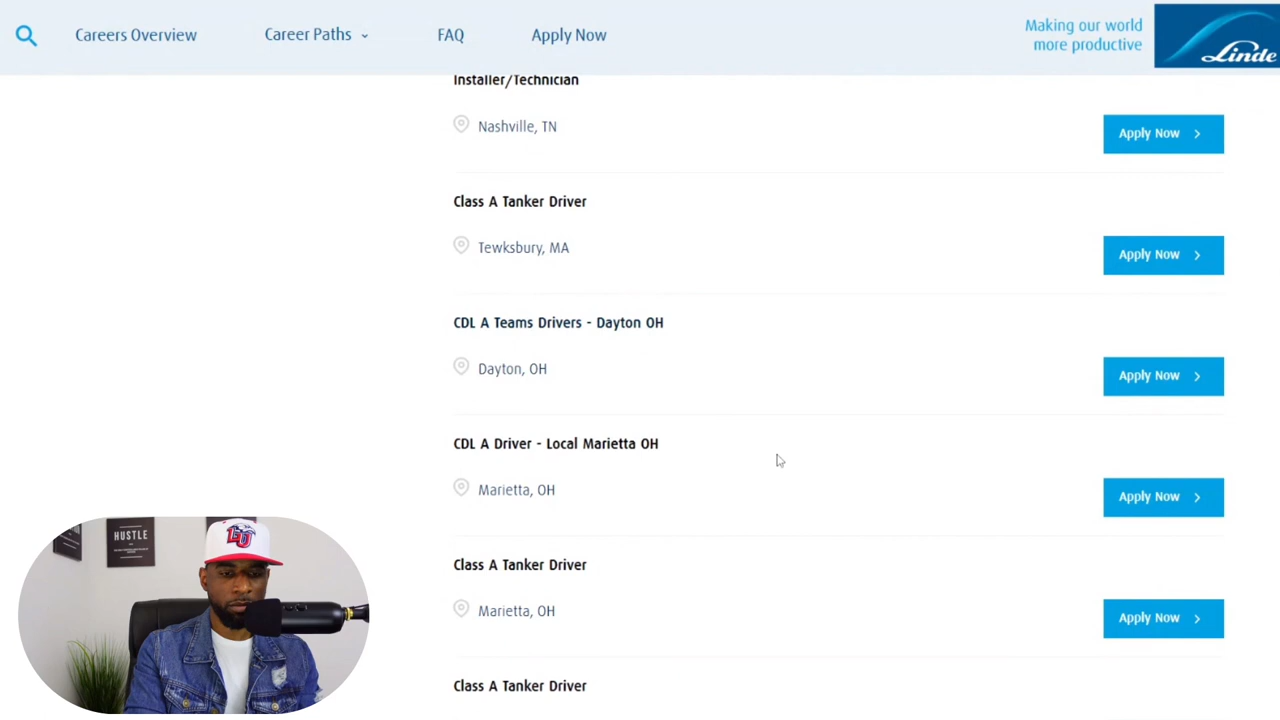 Careers Overview
Career Paths
FAQ
Apply Now
Making our world
more productive
Linde
Installer/Technician
Nashville, TN
Apply Now
Class A Tanker Driver
Tewksbury, MA
Apply Now
CDL A Teams Drivers - Dayton OH
Dayton, OH
Apply Now
CDL A Driver - Local Marietta OH
Marietta, OH
Apply Now
Class A Tanker Driver
Marietta, OH
Apply Now
Class A Tanker Driver
HUSTLE
LU